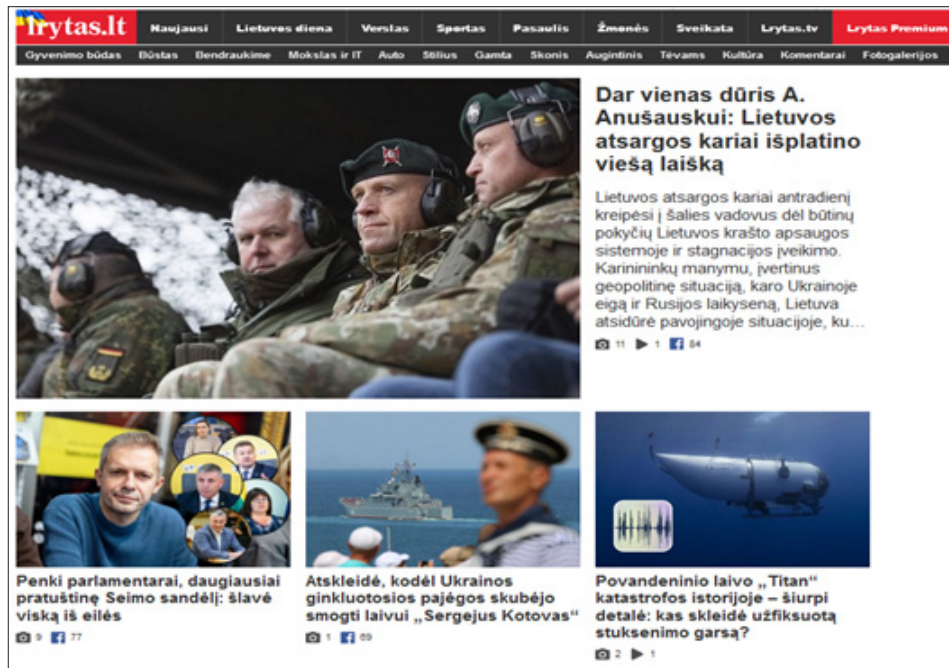 lrytas.lt
Naujausi Lietuvos diena Verslas Sportas Pasaulis Žmonės Sveikata Lrytas.tv Lrytas Premium
Gyvenimo būdas Būstas Bendraukime Mokslas ir IT Auto Stilius Gamta Skonis Augintinis Tėvams Kultūra Komentarai Fotogalerijos
Dar vienas dūris A.
Anušauskui: Lietuvos
atsargos kariai išplatino
viešą laišką
Lietuvos atsargos kariai antradienį
kreipėsi į šalies vadovus dėl būtinų
pokyčių Lietuvos krašto apsaugos
sistemoje ir stagnacijos įveikimo.
Karinininkų manymu, įvertinus
geopolitinę situaciją, karo Ukrainoje
eigą ir Rusijos laikyseną, Lietuva
atsidūrė pavojingoje situacijoje, ku...
11 1 84
Penki parlamentarai, daugiausiai
pratuštinę Seimo sandėlį: šlavė
viską iš eilės
9 77
Atskleidė, kodėl Ukrainos
ginkluotosios pajėgos skubėjo
smogti laivui „Sergejus Kotovas“
1 69
Povandeninio laivo „Titan“
katastrofos istorijoje – šiurpi
detalė: kas skleidė užfiksuotą
stuksenimo garsą?
2 1